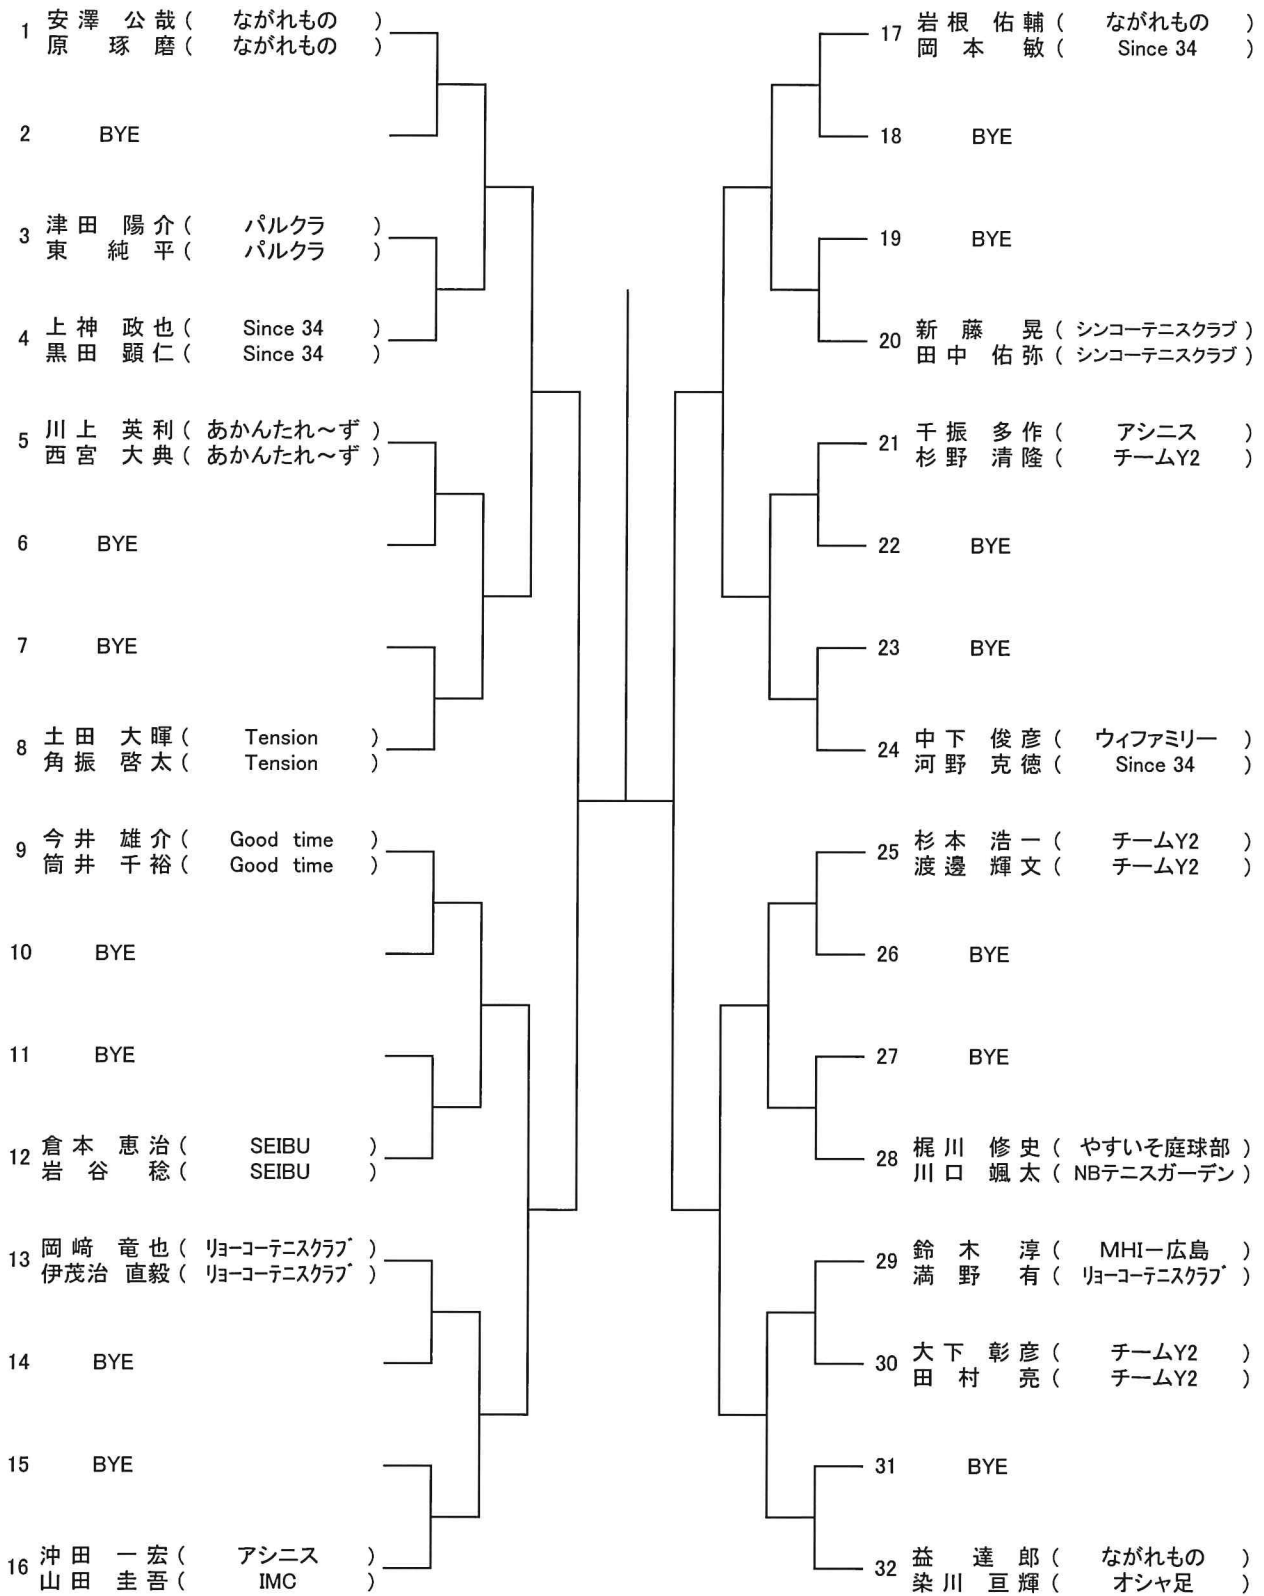 1 安澤 公哉 ( ながれもの )
原 琢磨 ( ながれもの )
2 BYE
3 津田 陽介 ( パルクラ )
東 純平 ( パルクラ )
4 上神 政也 ( Since 34 )
黒田 顕仁 ( Since 34 )
5 川上 英利 ( あかんたれ～ず )
西宮 大典 ( あかんたれ～ず )
6 BYE
7 BYE
8 土田 大暉 ( Tension )
角振 啓太 ( Tension )
9 今井 雄介 ( Good time )
筒井 千裕 ( Good time )
10 BYE
11 BYE
12 倉本 恵治 ( SEIBU )
岩谷 稔 ( SEIBU )
13 岡﨑 竜也 ( ﾘｮｰｺｰﾃﾆｽｸﾗﾌﾞ )
伊茂治 直毅 ( ﾘｮｰｺｰﾃﾆｽｸﾗﾌﾞ )
14 BYE
15 BYE
16 沖田 一宏 ( アシニス )
山田 圭吾 ( IMC )
17 岩根 佑輔 ( ながれもの )
岡本 敏 ( Since 34 )
18 BYE
19 BYE
20 新藤 晃 ( シンコーテニスクラブ )
田中 佑弥 ( シンコーテニスクラブ )
21 千振 多作 ( アシニス )
杉野 清隆 ( チームY2 )
22 BYE
23 BYE
24 中下 俊彦 ( ウィファミリー )
河野 克徳 ( Since 34 )
25 杉本 浩一 ( チームY2 )
渡邊 輝文 ( チームY2 )
26 BYE
27 BYE
28 梶川 修史 ( やすいそ庭球部 )
川口 颯太 ( NBテニスガーデン )
29 鈴木 淳 ( MHIー広島 )
満野 有 ( ﾘｮｰｺｰﾃﾆｽｸﾗﾌﾞ )
30 大下 彰彦 ( チームY2 )
田村 亮 ( チームY2 )
31 BYE
32 益 達郎 ( ながれもの )
染川 亘輝 ( オシャ足 )